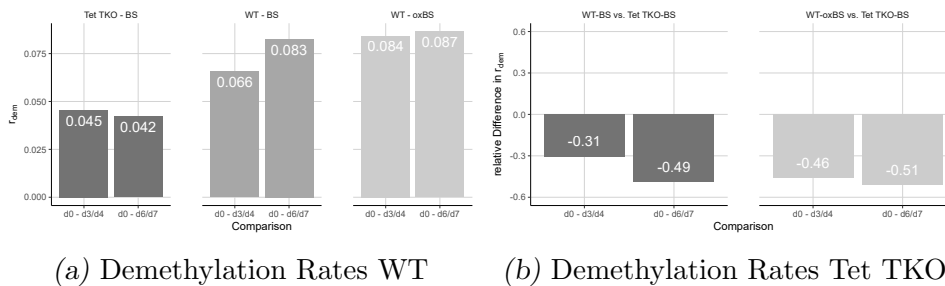 Tet TKO - BS
WT - BS
WT - oxBS
r_dem
0.075
0.050
0.025
0.000
0.045
0.042
0.066
0.083
0.084
0.087
d0 - d3/d4
d0 - d6/d7
d0 - d3/d4
d0 - d6/d7
d0 - d3/d4
d0 - d6/d7
Comparison
(a) Demethylation Rates WT
WT-BS vs. Tet TKO-BS
WT-oxBS vs. Tet TKO-BS
relative Difference in r_dem
0.6
0.3
0.0
-0.3
-0.6
-0.31
-0.49
-0.46
-0.51
d0 - d3/d4
d0 - d6/d7
d0 - d3/d4
d0 - d6/d7
Comparison
(b) Demethylation Rates Tet TKO